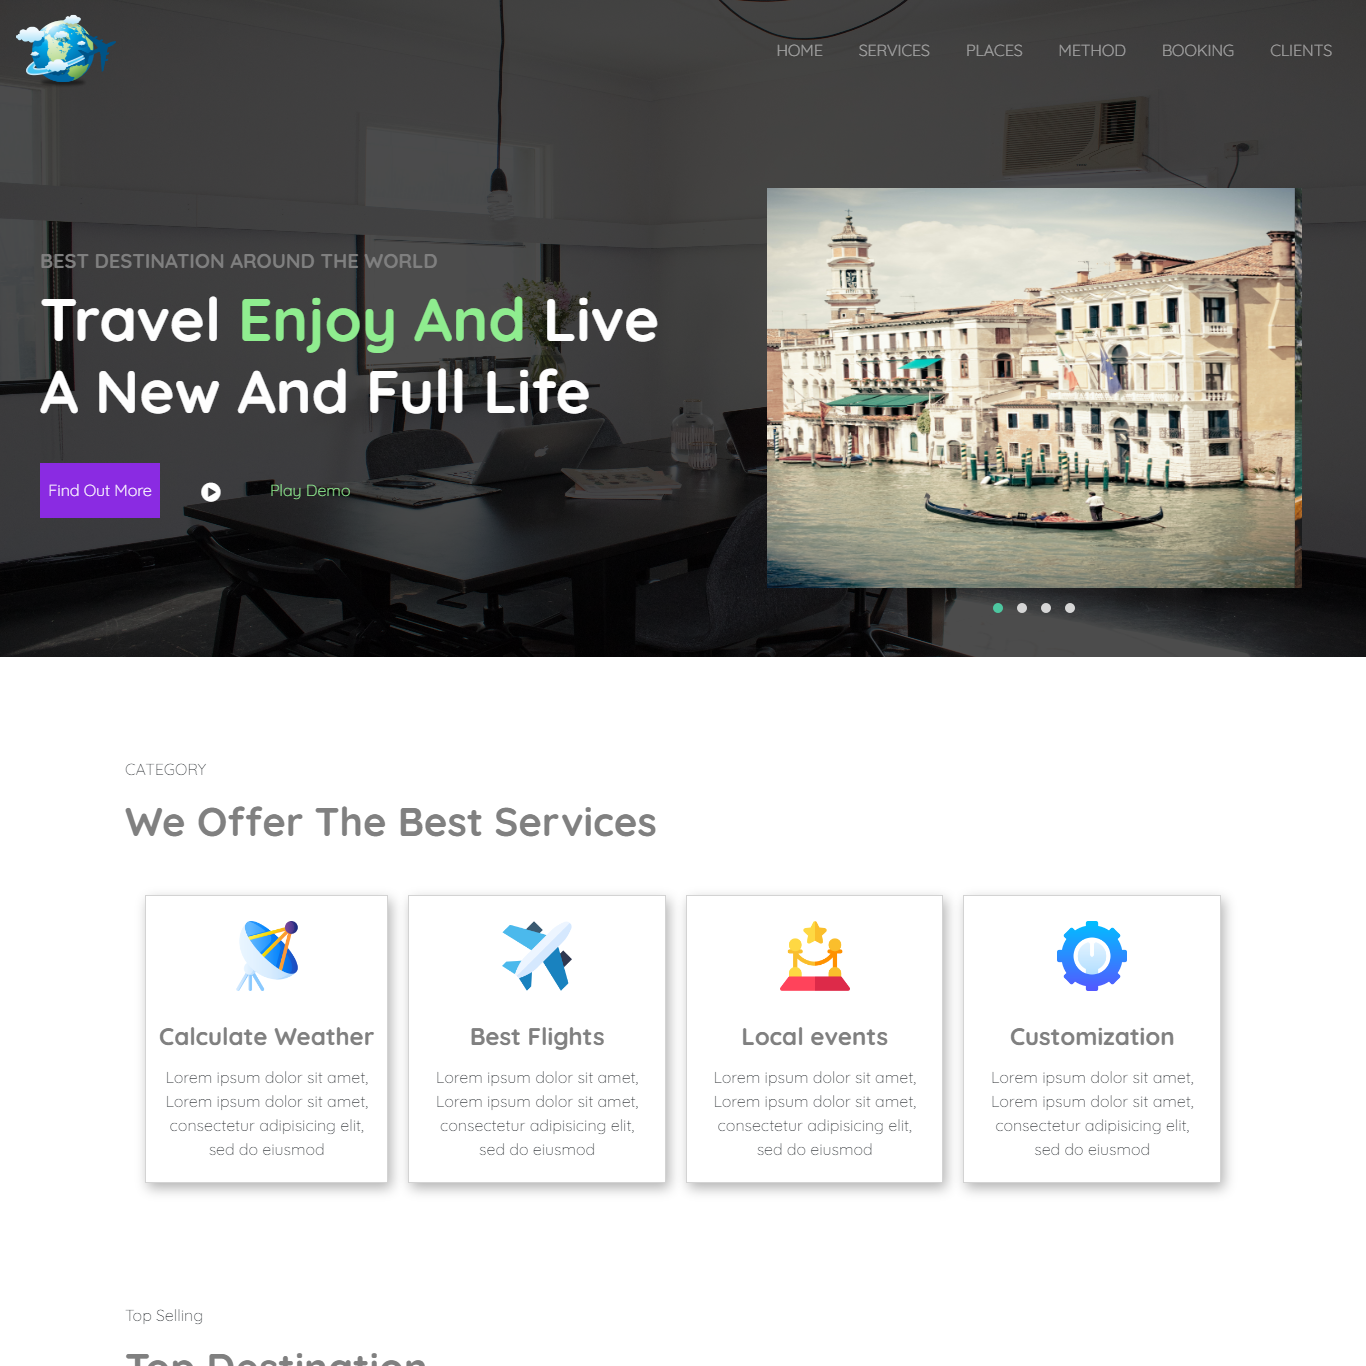 HOME SERVICES PLACES METHOD BOOKING CLIENTS
BEST DESTINATION AROUND THE WORLD
Travel Enjoy And Live
A New And Full Life
Find Out More
Play Demo
CATEGORY
We Offer The Best Services
Calculate Weather
Lorem ipsum dolor sit amet,
Lorem ipsum dolor sit amet,
consectetur adipisicing elit,
sed do eiusmod
Best Flights
Lorem ipsum dolor sit amet,
Lorem ipsum dolor sit amet,
consectetur adipisicing elit,
sed do eiusmod
Local events
Lorem ipsum dolor sit amet,
Lorem ipsum dolor sit amet,
consectetur adipisicing elit,
sed do eiusmod
Customization
Lorem ipsum dolor sit amet,
Lorem ipsum dolor sit amet,
consectetur adipisicing elit,
sed do eiusmod
Top Selling
Top Destination